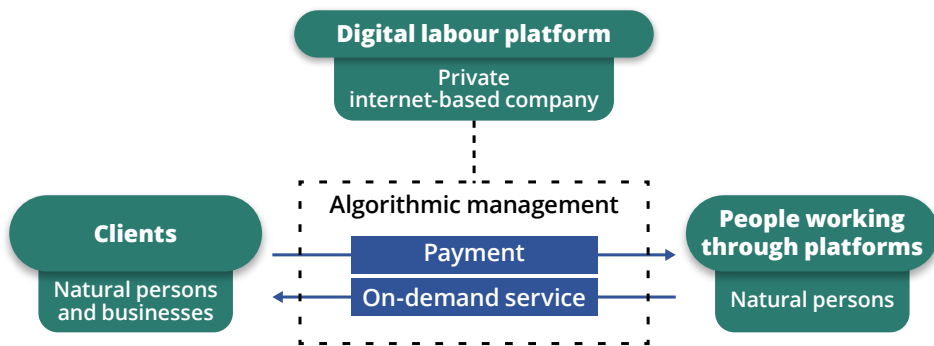 Digital labour platform
Private
internet-based company
Algorithmic management
Clients
Natural persons
and businesses
Payment
On-demand service
People working
through platforms
Natural persons